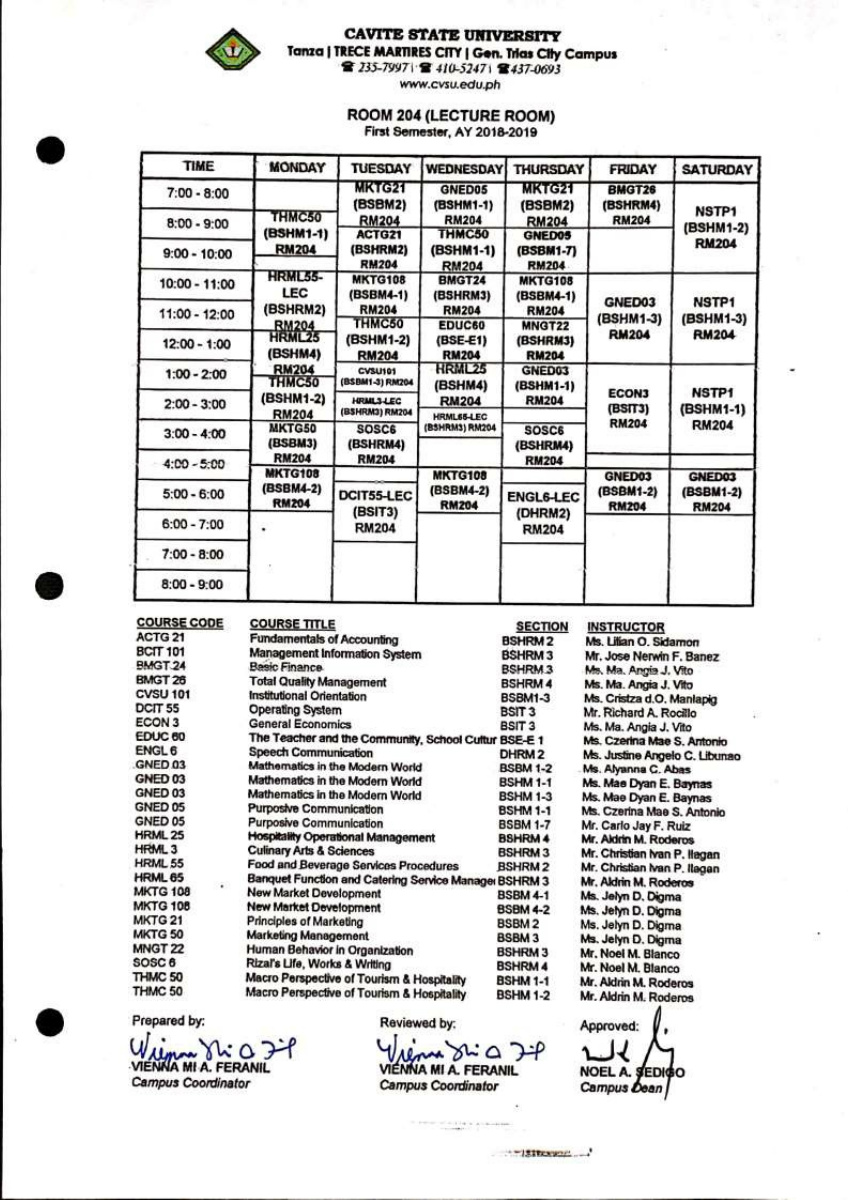 CAVITE STATE UNIVERSITY
Tanza | TRECE MARTIRES CITY | Gen. Trias City Campus
☎ 235-7997 | ☎ 410-5247 | ☎ 437-0693
www.cvsu.edu.ph
ROOM 204 (LECTURE ROOM)
First Semester, AY 2018-2019
TIME MONDAY TUESDAY WEDNESDAY THURSDAY FRIDAY SATURDAY
7:00 - 8:00
8:00 - 9:00
9:00 - 10:00
10:00 - 11:00
11:00 - 12:00
12:00 - 1:00
1:00 - 2:00
2:00 - 3:00
3:00 - 4:00
4:00 - 5:00
5:00 - 6:00
6:00 - 7:00
7:00 - 8:00
8:00 - 9:00
THMC50
(BSHM1-1)
RM204
HRML55-
LEC
(BSHRM2)
RM204
HRML25
(BSHM4)
RM204
THMC50
(BSHM1-2)
RM204
MKTG50
(BSBM3)
RM204
MKTG108
(BSBM4-2)
RM204
MKTG21
(BSBM2)
RM204
ACTG21
(BSHRM2)
RM204
MKTG108
(BSBM4-1)
RM204
THMC50
(BSHM1-2)
RM204
CVSU101
(BSBM1-3) RM204
HRML3-LEC
(BSHRM3) RM204
SOSC6
(BSHRM4)
RM204
DCIT55-LEC
(BSIT3)
RM204
GNED05
(BSHM1-1)
RM204
THMC50
(BSHM1-1)
RM204
BMGT24
(BSHRM3)
RM204
EDUC60
(BSE-E1)
RM204
HRML25
(BSHM4)
RM204
HRML65-LEC
(BSHRM3) RM204
MKTG108
(BSBM4-2)
RM204
MKTG21
(BSBM2)
RM204
GNED05
(BSBM1-7)
RM204
MKTG108
(BSBM4-1)
RM204
MNGT22
(BSHRM3)
RM204
GNED03
(BSHM1-1)
RM204
SOSC6
(BSHRM4)
RM204
ENGL6-LEC
(DHRM2)
RM204
BMGT26
(BSHRM4)
RM204
GNED03
(BSHM1-3)
RM204
ECON3
(BSIT3)
RM204
GNED03
(BSBM1-2)
RM204
NSTP1
(BSHM1-2)
RM204
NSTP1
(BSHM1-3)
RM204
NSTP1
(BSHM1-1)
RM204
GNED03
(BSBM1-2)
RM204
COURSE CODE COURSE TITLE SECTION INSTRUCTOR
ACTG 21 Fundamentals of Accounting BSHRM 2 Ms. Lilian O. Sidamon
BCIT 101 Management Information System BSHRM 3 Mr. Jose Nerwin F. Banez
BMGT 24 Basic Finance BSHRM 3 Ms. Ma. Angia J. Vito
BMGT 26 Total Quality Management BSHRM 4 Ms. Ma. Angia J. Vito
CVSU 101 Institutional Orientation BSBM1-3 Ms. Cristza d.O. Manlapig
DCIT 55 Operating System BSIT 3 Mr. Richard A. Rocillo
ECON 3 General Economics BSIT 3 Ms. Ma. Angia J. Vito
EDUC 60 The Teacher and the Community, School Cultur BSE-E 1 Ms. Czerina Mae S. Antonio
ENGL 6 Speech Communication DHRM 2 Ms. Justine Angelo C. Libunao
GNED 03 Mathematics in the Modern World BSBM 1-2 Ms. Alyanna C. Abas
GNED 03 Mathematics in the Modern World BSHM 1-1 Ms. Mae Dyan E. Baynas
GNED 03 Mathematics in the Modern World BSHM 1-3 Ms. Mae Dyan E. Baynas
GNED 05 Purposive Communication BSHM 1-1 Ms. Czerina Mae S. Antonio
GNED 05 Purposive Communication BSBM 1-7 Mr. Carlo Jay F. Ruiz
HRML 25 Hospitality Operational Management BSHRM 4 Mr. Aldrin M. Roderos
HRML 3 Culinary Arts & Sciences BSHRM 3 Mr. Christian Ivan P. Ilagan
HRML 55 Food and Beverage Services Procedures BSHRM 2 Mr. Christian Ivan P. Ilagan
HRML 65 Banquet Function and Catering Service Manage BSHRM 3 Mr. Aldrin M. Roderos
MKTG 108 New Market Development BSBM 4-1 Ms. Jelyn D. Digma
MKTG 108 New Market Development BSBM 4-2 Ms. Jelyn D. Digma
MKTG 21 Principles of Marketing BSBM 2 Ms. Jelyn D. Digma
MKTG 50 Marketing Management BSBM 3 Ms. Jelyn D. Digma
MNGT 22 Human Behavior in Organization BSHRM 3 Mr. Noel M. Blanco
SOSC 6 Rizal's Life, Works & Writing BSHRM 4 Mr. Noel M. Blanco
THMC 50 Macro Perspective of Tourism & Hospitality BSHM 1-1 Mr. Aldrin M. Roderos
THMC 50 Macro Perspective of Tourism & Hospitality BSHM 1-2 Mr. Aldrin M. Roderos
Prepared by: Reviewed by: Approved:
VIENNA MI A. FERANIL VIENNA MI A. FERANIL NOEL A. SEDIGO
Campus Coordinator Campus Coordinator Campus Dean